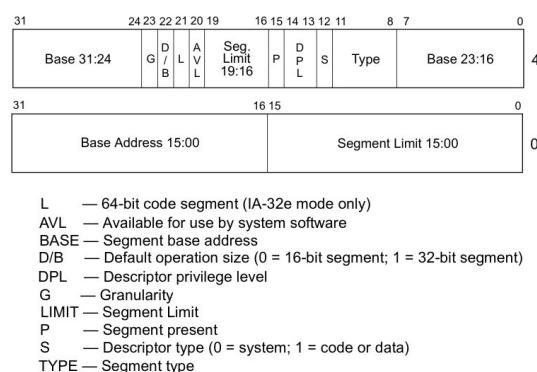 31 24 23 22 21 20 19 16 15 14 13 12 11 8 7 0
Base 31:24 G D/B L AVL Seg. Limit 19:16 P DPL S Type Base 23:16 4
31 16 15 0
Base Address 15:00 Segment Limit 15:00 0
L — 64-bit code segment (IA-32e mode only)
AVL — Available for use by system software
BASE — Segment base address
D/B — Default operation size (0 = 16-bit segment; 1 = 32-bit segment)
DPL — Descriptor privilege level
G — Granularity
LIMIT — Segment Limit
P — Segment present
S — Descriptor type (0 = system; 1 = code or data)
TYPE — Segment type